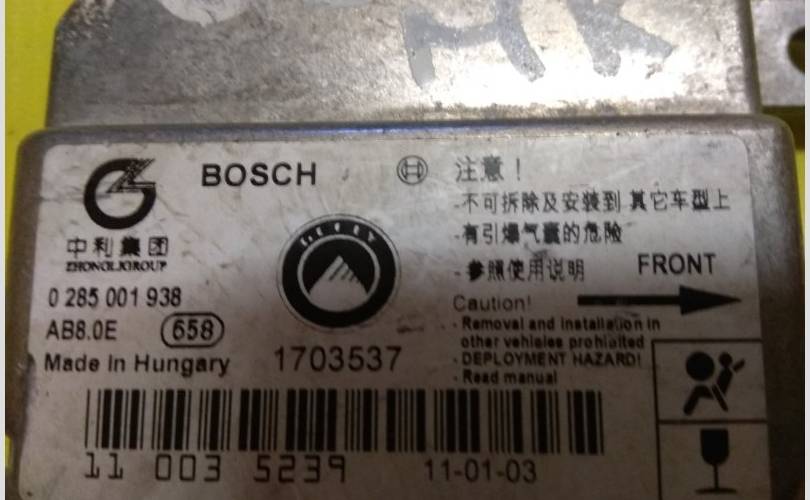 BOSCH
注意！
-不可拆除及安装到 其它车型上
-有引爆气囊的危险
-参照使用说明
FRONT
Caution!
- Removal and installation in
other vehicles prohibited
- DEPLOYMENT HAZARD!
- Read manual
中利集团
ZHONGLIGROUP
GEELY
0 285 001 938
AB8.0E 658
Made In Hungary
1703537
11 003 5239
11-01-03